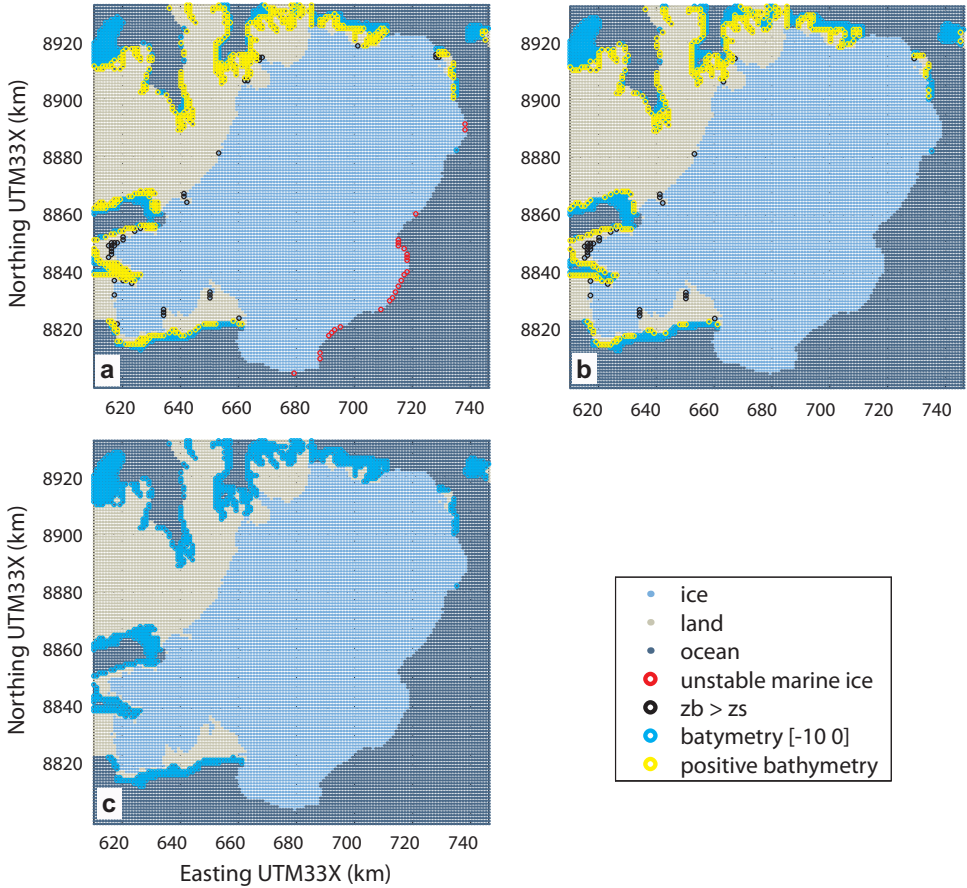 Northing UTM33X (km)
8920
8900
8880
8860
8840
8820
a
620 640 660 680 700 720 740
8920
8900
8880
8860
8840
8820
b
620 640 660 680 700 720 740
Northing UTM33X (km)
8920
8900
8880
8860
8840
8820
c
620 640 660 680 700 720 740
Easting UTM33X (km)
ice
land
ocean
unstable marine ice
zb > zs
batymetry [-10 0]
positive bathymetry